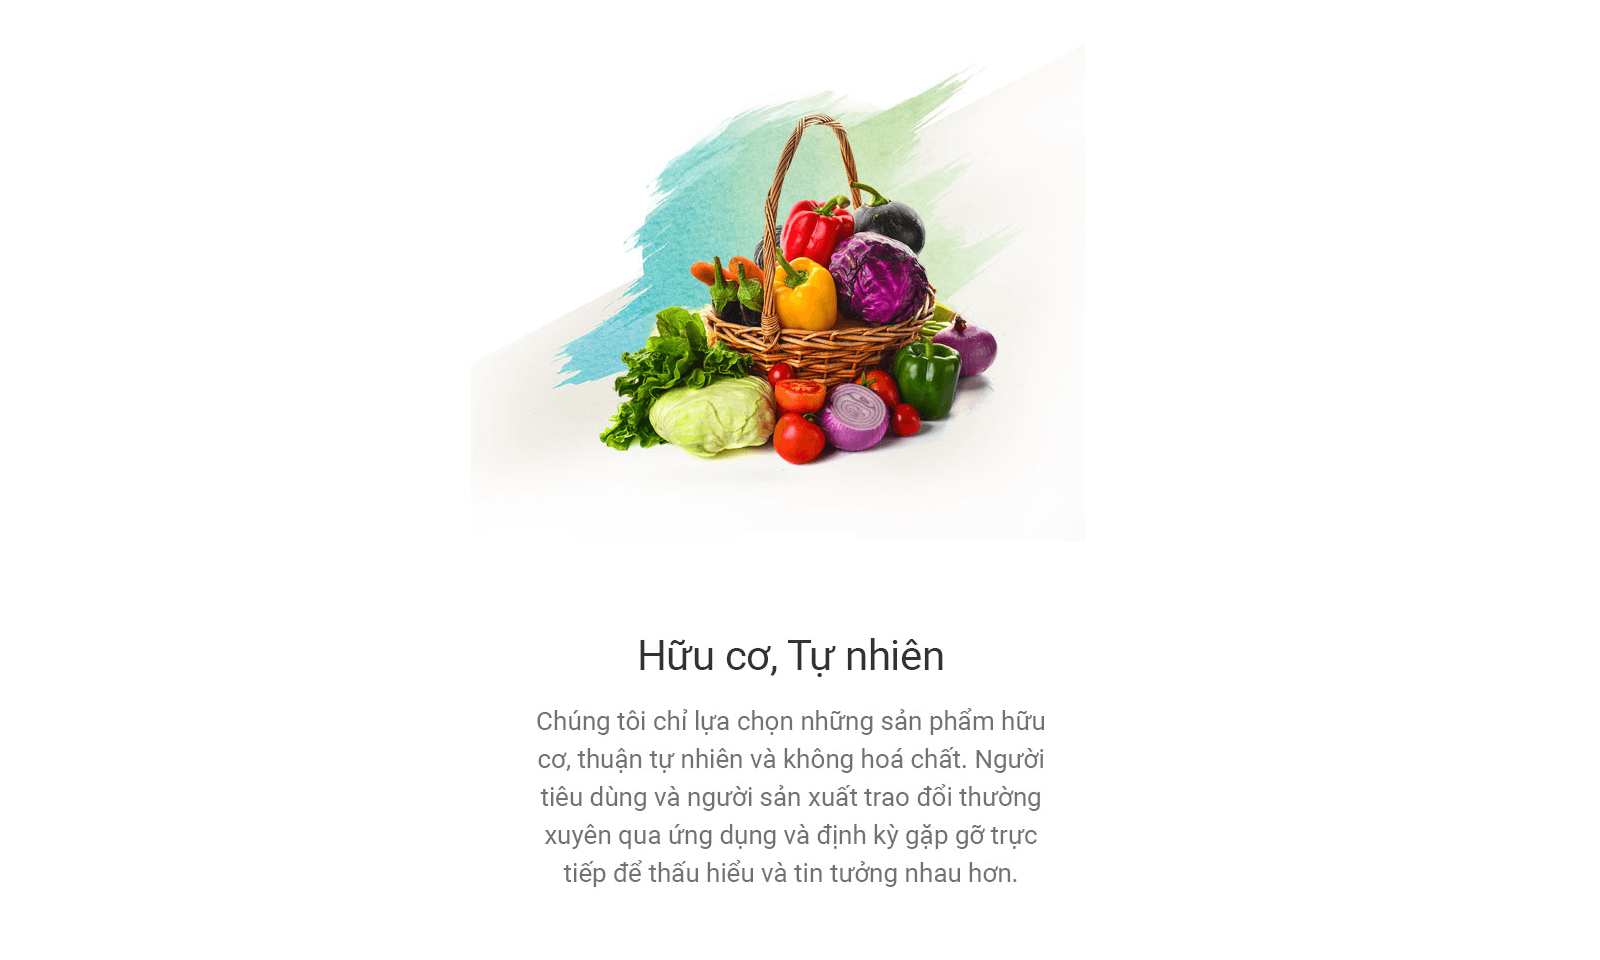 Hữu cơ, Tự nhiên
Chúng tôi chỉ lựa chọn những sản phẩm hữu
cơ, thuận tự nhiên và không hoá chất. Người
tiêu dùng và người sản xuất trao đổi thường
xuyên qua ứng dụng và định kỳ gặp gỡ trực
tiếp để thấu hiểu và tin tưởng nhau hơn.